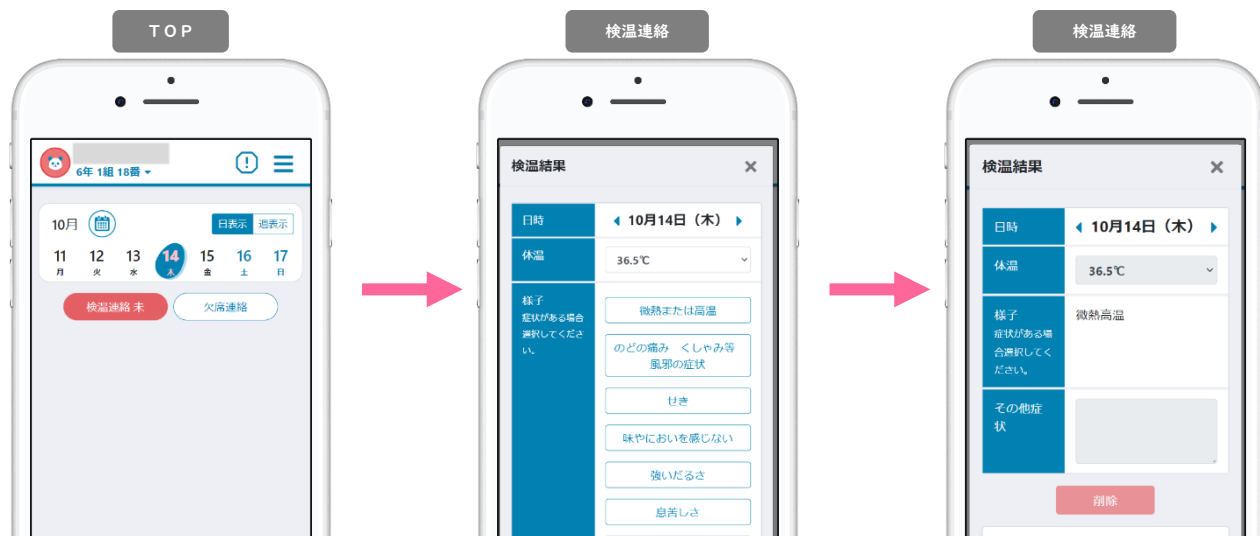 TOP
6年 1組 18番
10月
日表示 週表示
11 12 13 14 15 16 17
月 火 水 木 金 土 日
検温連絡 未 欠席連絡
検温連絡
検温結果
日時 10月14日（木）
体温 36.5℃
様子
症状がある場合
選択してくださ
い。
微熱または高温
のどの痛み くしゃみ等
風邪の症状
せき
味やにおいを感じない
強いだるさ
息苦しさ
検温連絡
検温結果
日時 10月14日（木）
体温 36.5℃
様子 微熱高温
症状がある場
合選択してく
ださい。
その他症
状
削除